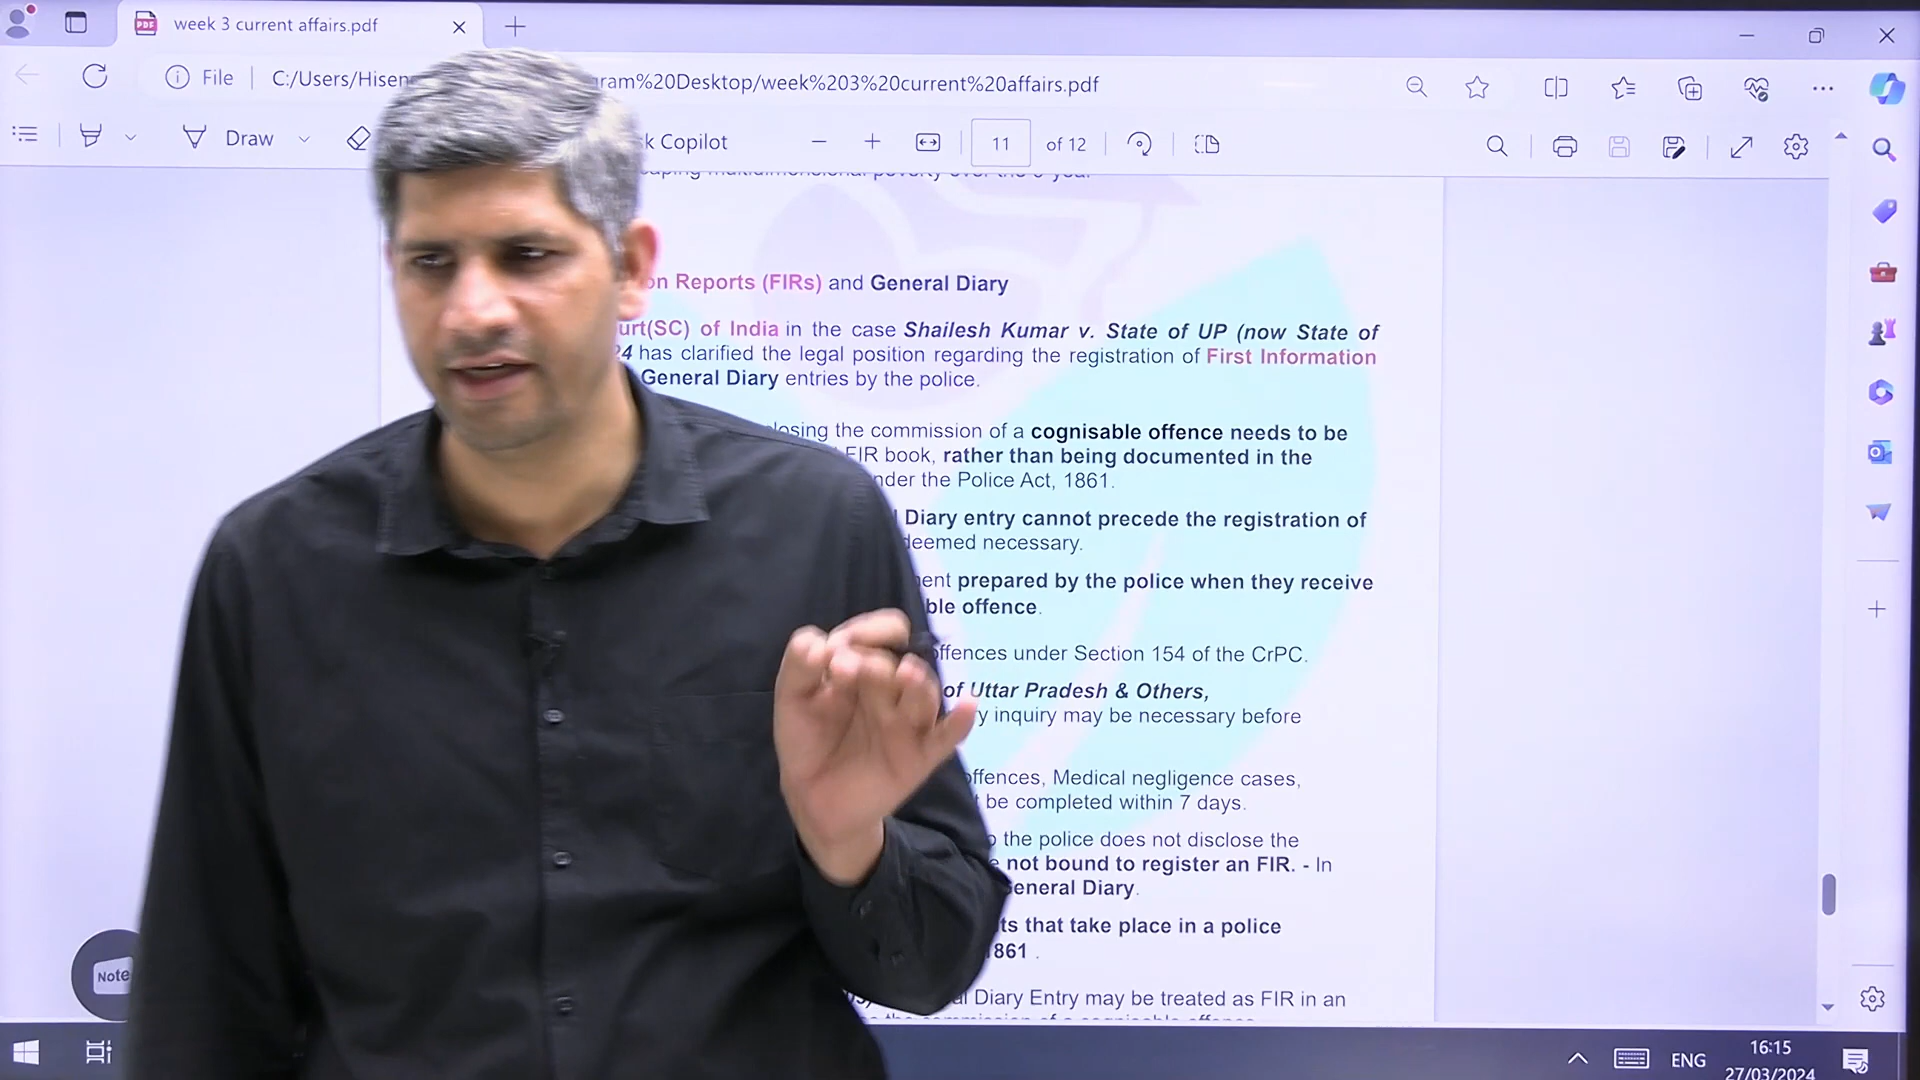 week 3 current affairs.pdf
File
C:/Users/Hisen
ram%20Desktop/week%203%20current%20affairs.pdf
Draw
k Copilot
11
of 12
on Reports (FIRs) and General Diary
urt(SC) of India in the case Shailesh Kumar v. State of UP (now State of
24 has clarified the legal position regarding the registration of First Information
General Diary entries by the police.
losing the commission of a cognisable offence needs to be
FIR book, rather than being documented in the
nder the Police Act, 1861.
Diary entry cannot precede the registration of
deemed necessary.
ent prepared by the police when they receive
ble offence.
offences under Section 154 of the CrPC.
of Uttar Pradesh & Others,
y inquiry may be necessary before
offences, Medical negligence cases,
t be completed within 7 days.
o the police does not disclose the
e not bound to register an FIR. - In
General Diary.
ts that take place in a police
1861 .
al Diary Entry may be treated as FIR in an
Note
ENG
16:15
27/03/2024